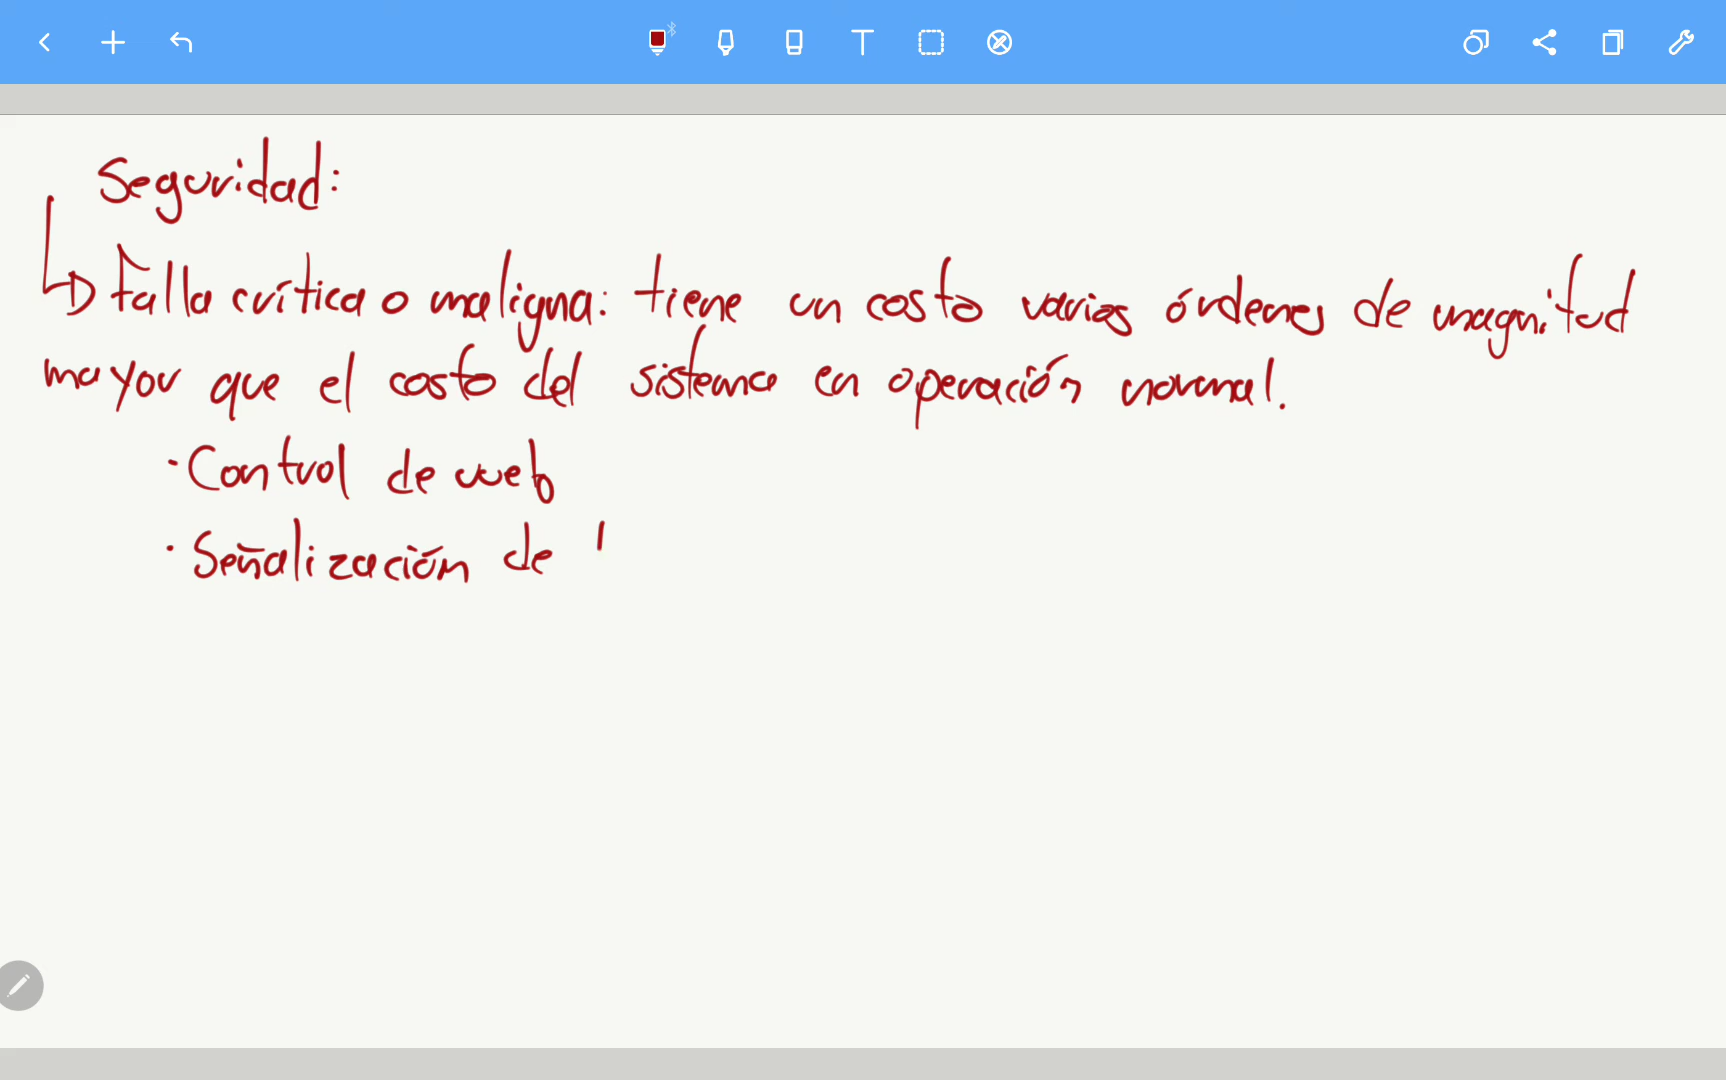 Seguridad:
Falla crítica o maligna: tiene un costo varios órdenes de magnitud
mayor que el costo del sistema en operación normal.
· Control de web
· Señalización de